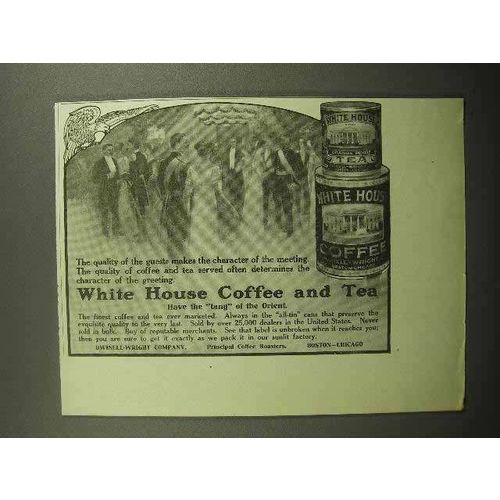 WHITE HOUSE
TEA
WHITE HOUSE
COFFEE
The quality of the guests makes the character of the meeting.
The quality of coffee and tea served often determines the
character of the greeting.
White House Coffee and Tea
Have the "tang" of the Orient.
The finest coffee and tea ever marketed. Always in the "all-tin" cans that preserve the
exquisite quality to the very last. Sold by over 25,000 dealers in the United States. Never
sold in bulk. Buy of reputable merchants. See that label is unbroken when it reaches you;
then you are sure to get it exactly as we pack it in our sunlit factory.
DWINELL-WRIGHT COMPANY. Principal Coffee Roasters. BOSTON—CHICAGO